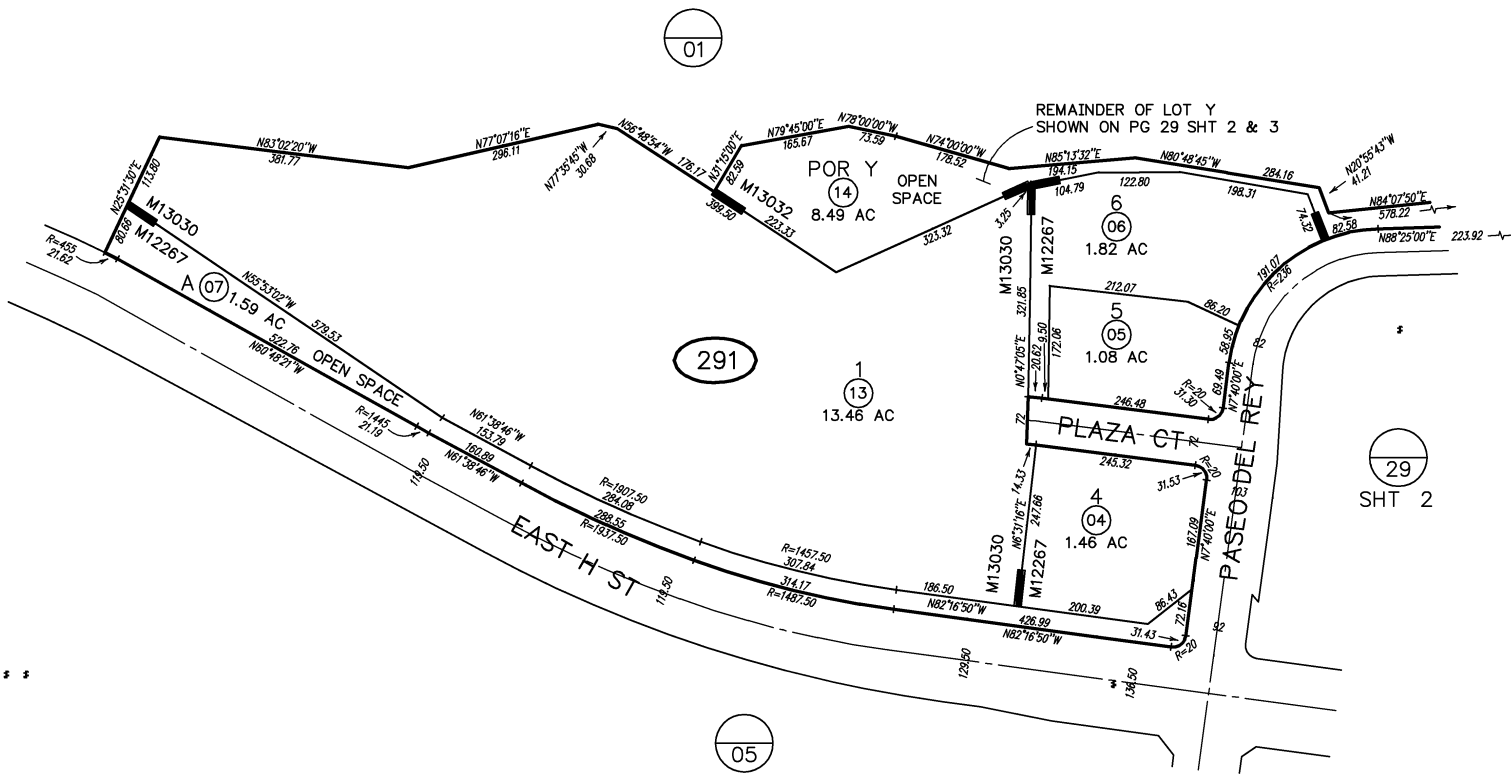 01
REMAINDER OF LOT Y
SHOWN ON PG 29 SHT 2 & 3
N83°02'20"W
381.77
N77°07'16"E
296.11
N77°35'45"W
30.68
N56°48'54"W
176.17
399.50
N31°15'00"E
82.59
M13032
223.33
N79°45'00"E
165.67
N78°00'00"W
73.59
N74°00'00"W
178.52
POR Y
14
8.49 AC
OPEN
SPACE
323.32
3.25
N85°13'32"E
194.15
104.79
122.80
N80°48'45"W
284.16
198.31
N20°55'43"W
41.21
74.32
N84°07'50"E
578.22
82.58
N88°25'00"E
223.92
N25°31'30"E
113.80
80.66
M13030
M12267
R=455
21.62
A
07
1.59 AC
N55°53'02"W
579.53
522.76
N60°48'21"W
OPEN SPACE
R=1445
21.19
291
1
13
13.46 AC
M13030
M12267
6
06
1.82 AC
321.85
N0°47'05"E
20.62
9.50
172.06
212.07
86.20
5
05
1.08 AC
191.07
R=236
58.95
82
69.49
N7°40'00"E
R=20
31.30
246.48
72
PLAZA CT
72
245.32
R=20
31.53
PASEO DEL REY
103
29
SHT 2
14.33
N6°31'16"E
247.66
4
04
1.46 AC
167.09
N7°40'00"E
M13030
M12267
86.43
72.16
92
31.43
R=20
N61°38'46"W
153.79
160.89
N61°38'46"W
119.50
R=1907.50
284.08
288.55
R=1937.50
EAST H ST
119.50
R=1457.50
307.84
314.17
R=1487.50
186.50
N82°16'50"W
200.39
426.99
N82°16'50"W
129.50
136.50
05
$
$ $
$